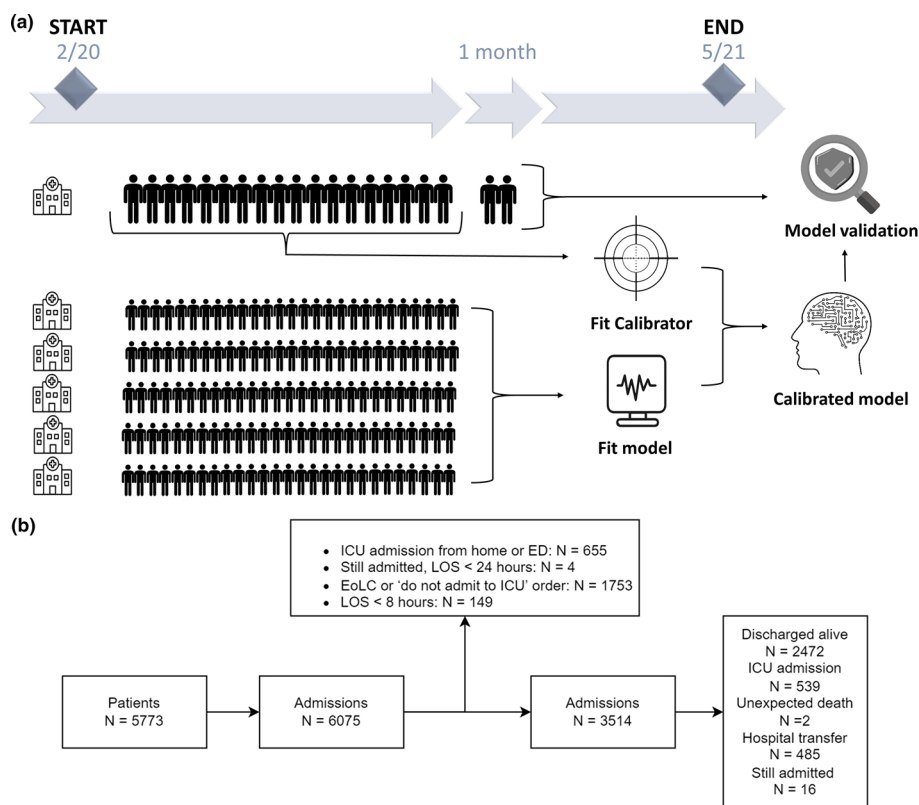 (a)
START
2/20
1 month
END
5/21
Model validation
Fit Calibrator
Calibrated model
Fit model
(b)
• ICU admission from home or ED: N = 655
• Still admitted, LOS < 24 hours: N = 4
• EoLC or 'do not admit to ICU' order: N = 1753
• LOS < 8 hours: N = 149
Patients
N = 5773
Admissions
N = 6075
Admissions
N = 3514
Discharged alive
N = 2472
ICU admission
N = 539
Unexpected death
N =2
Hospital transfer
N = 485
Still admitted
N = 16